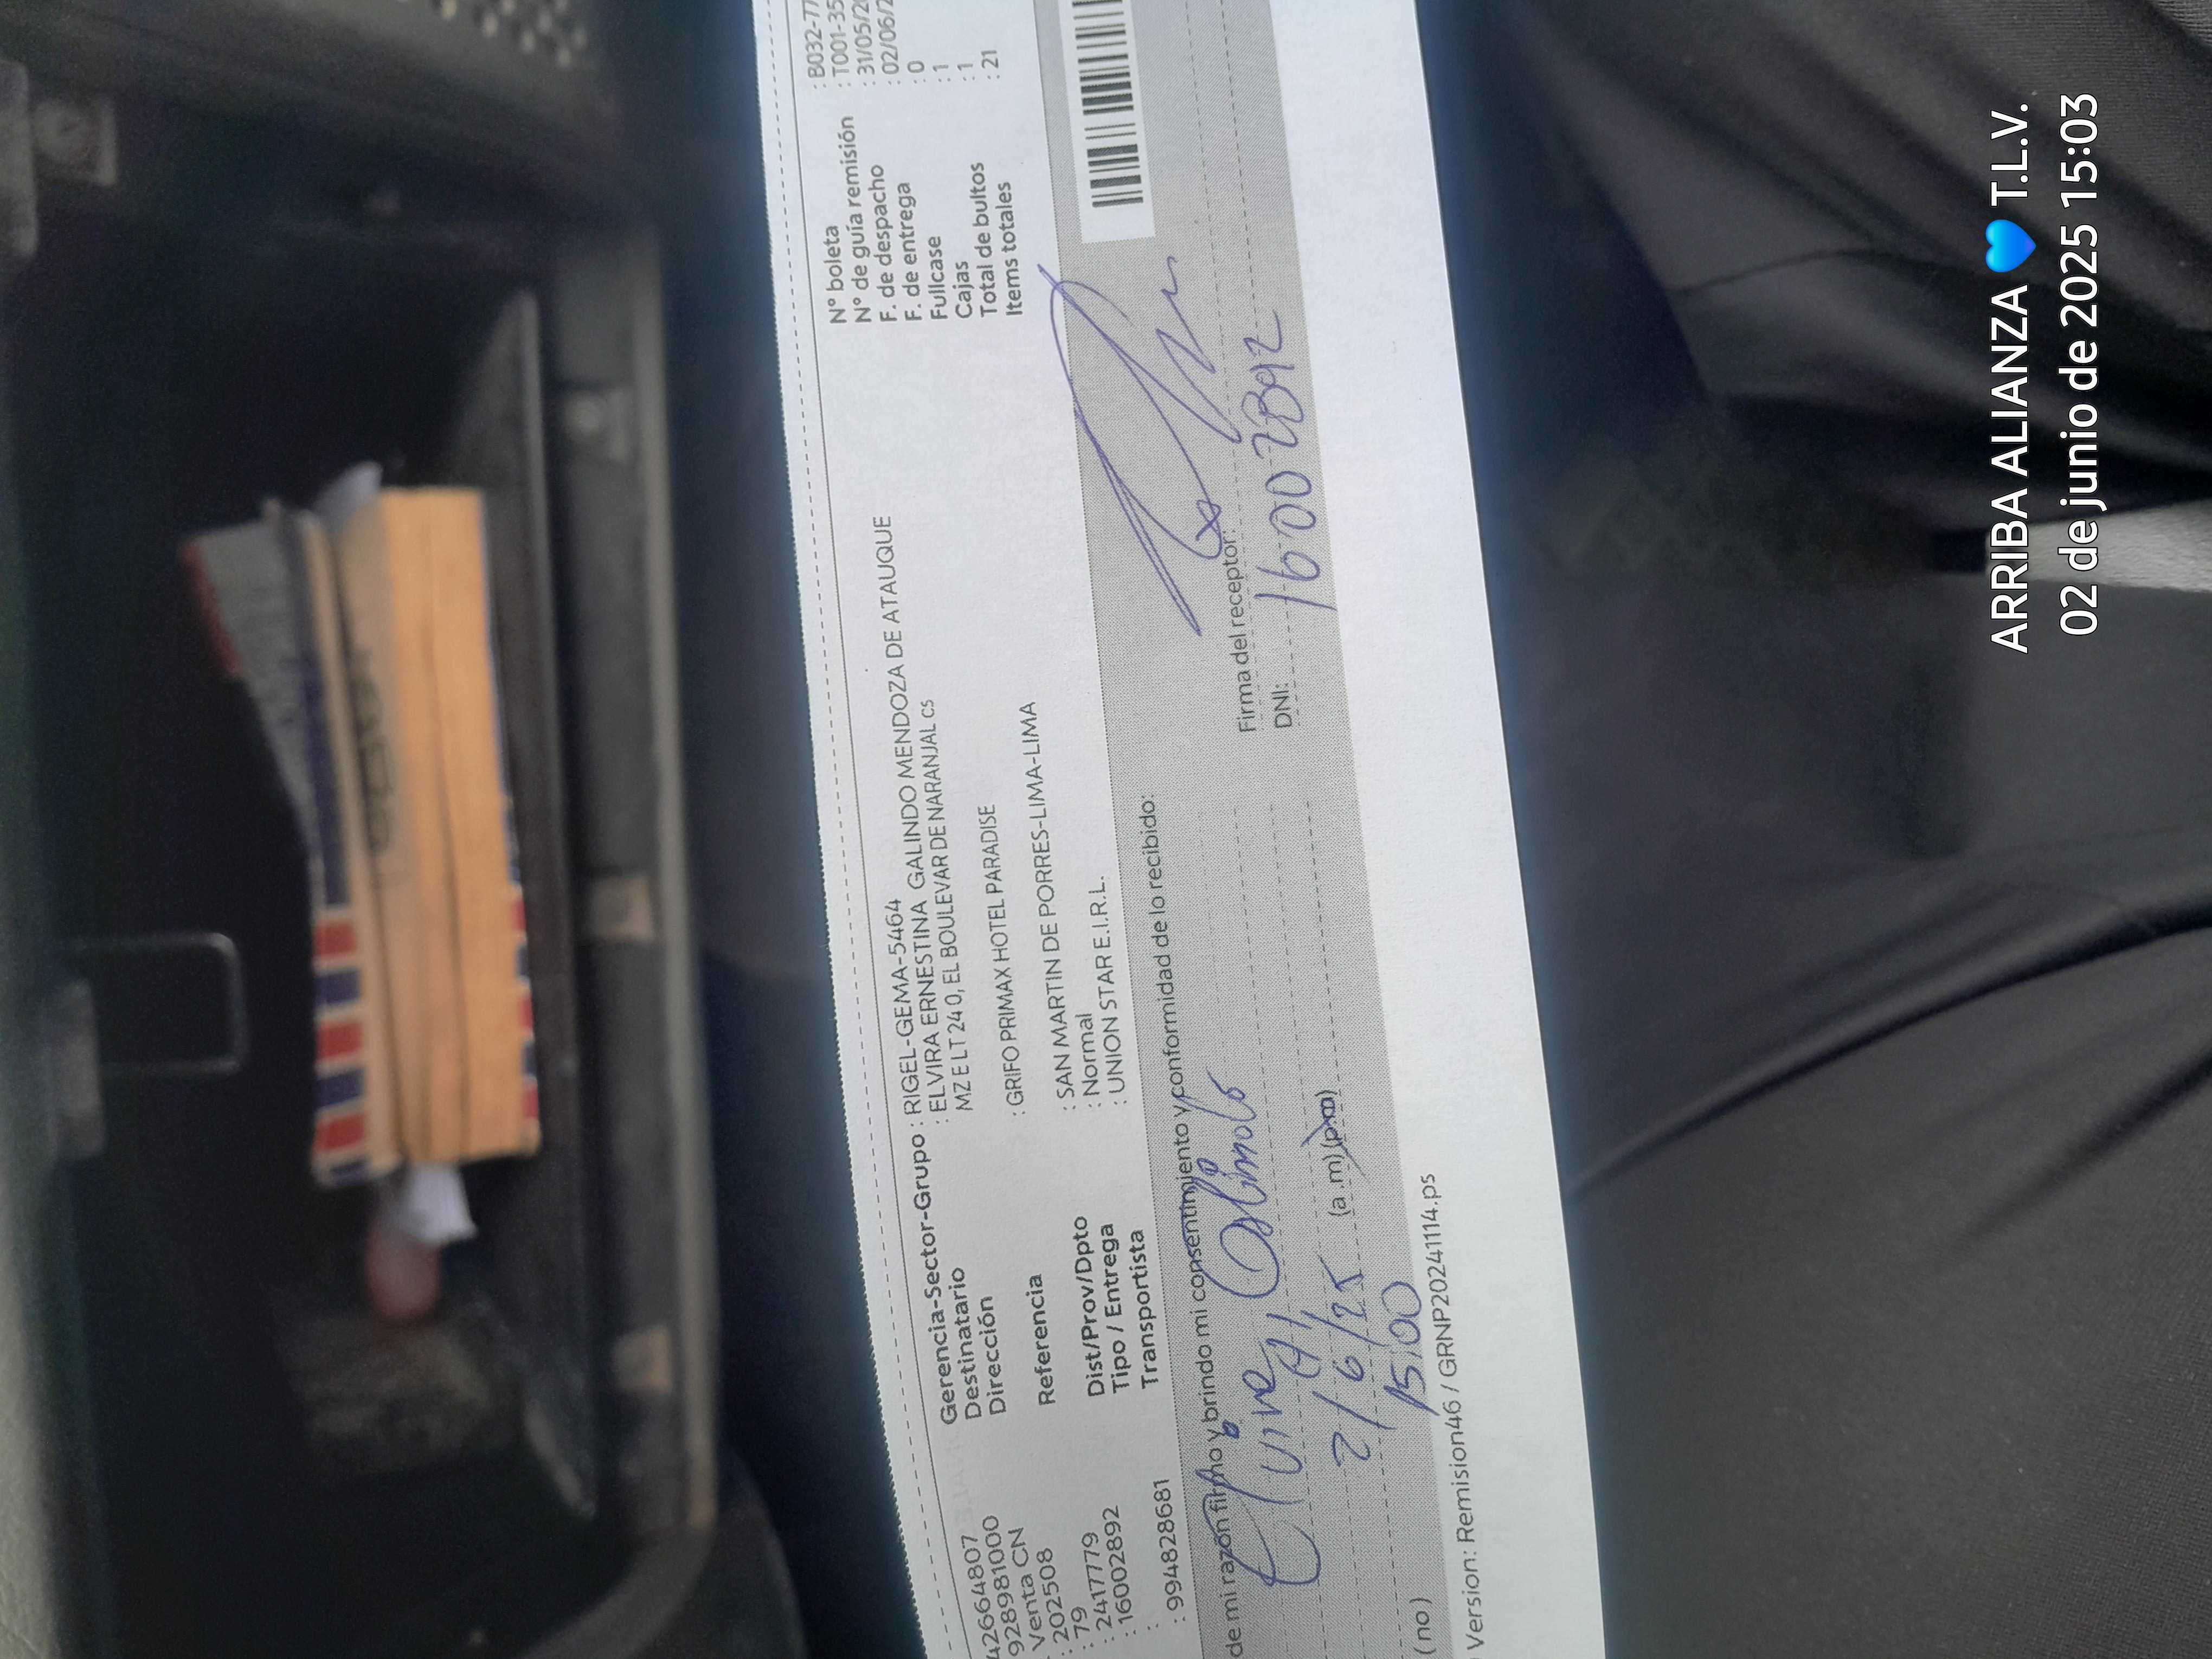 42664807
928981000
Venta CN
: 202508
: 79
: 2417779
: 16002892
:
: 994828681
Gerencia-Sector-Grupo : RIGEL-GEMA-5464
Destinatario : ELVIRA ERNESTINA GALINDO MENDOZA DE ATAUQUE
Dirección MZ E LT 24 0, EL BOULEVAR DE NARANJAL cs
Referencia : GRIFO PRIMAX HOTEL PARADISE
Dist/Prov/Dpto : SAN MARTIN DE PORRES-LIMA-LIMA
Tipo / Entrega : Normal
Transportista : UNION STAR E.I.R.L.
N° boleta : B032-77
N° de guía remisión : T001-35
F. de despacho : 31/05/20
F. de entrega : 02/06/2
Fullcase : 0
Cajas : 1
Total de bultos : 1
Items totales : 21
de mi razón firmo y brindo mi consentimiento y conformidad de lo recibido:
Elvira Galindo
2/6/25 (a .m) (p.m)
15:00
(no)
Firma del receptor:
DNI: 16002892
Version: Remision46 / GRNP20241114.ps
ARRIBA ALIANZA 💙 T.L.V.
02 de junio de 2025 15:03